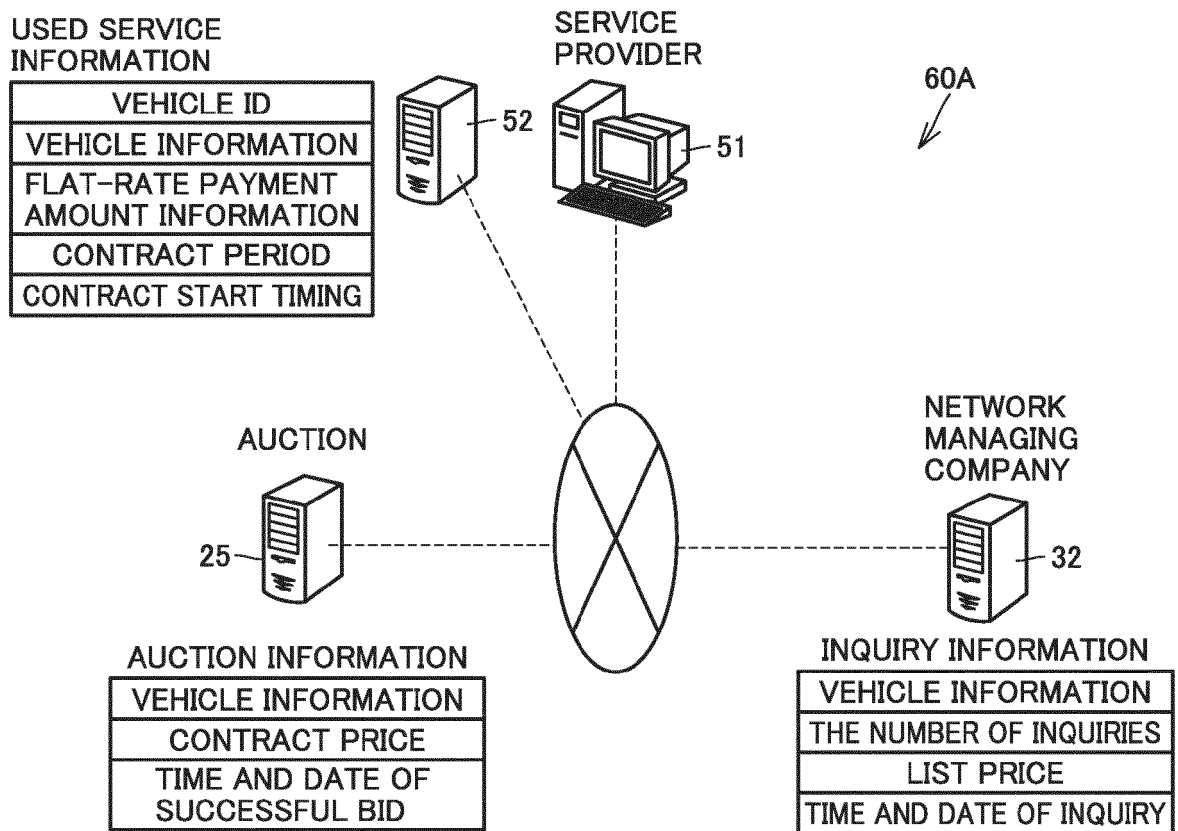 USED SERVICE
INFORMATION
VEHICLE ID
VEHICLE INFORMATION
FLAT-RATE PAYMENT
AMOUNT INFORMATION
CONTRACT PERIOD
CONTRACT START TIMING
52
SERVICE
PROVIDER
51
60A
AUCTION
25
AUCTION INFORMATION
VEHICLE INFORMATION
CONTRACT PRICE
TIME AND DATE OF
SUCCESSFUL BID
NETWORK
MANAGING
COMPANY
32
INQUIRY INFORMATION
VEHICLE INFORMATION
THE NUMBER OF INQUIRIES
LIST PRICE
TIME AND DATE OF INQUIRY